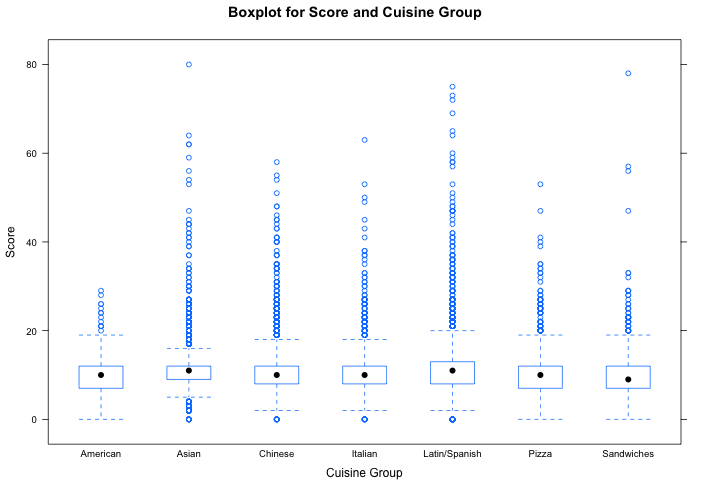 Boxplot for Score and Cuisine Group
80
60
40
20
0
Score
American Asian Chinese Italian Latin/Spanish Pizza Sandwiches
Cuisine Group